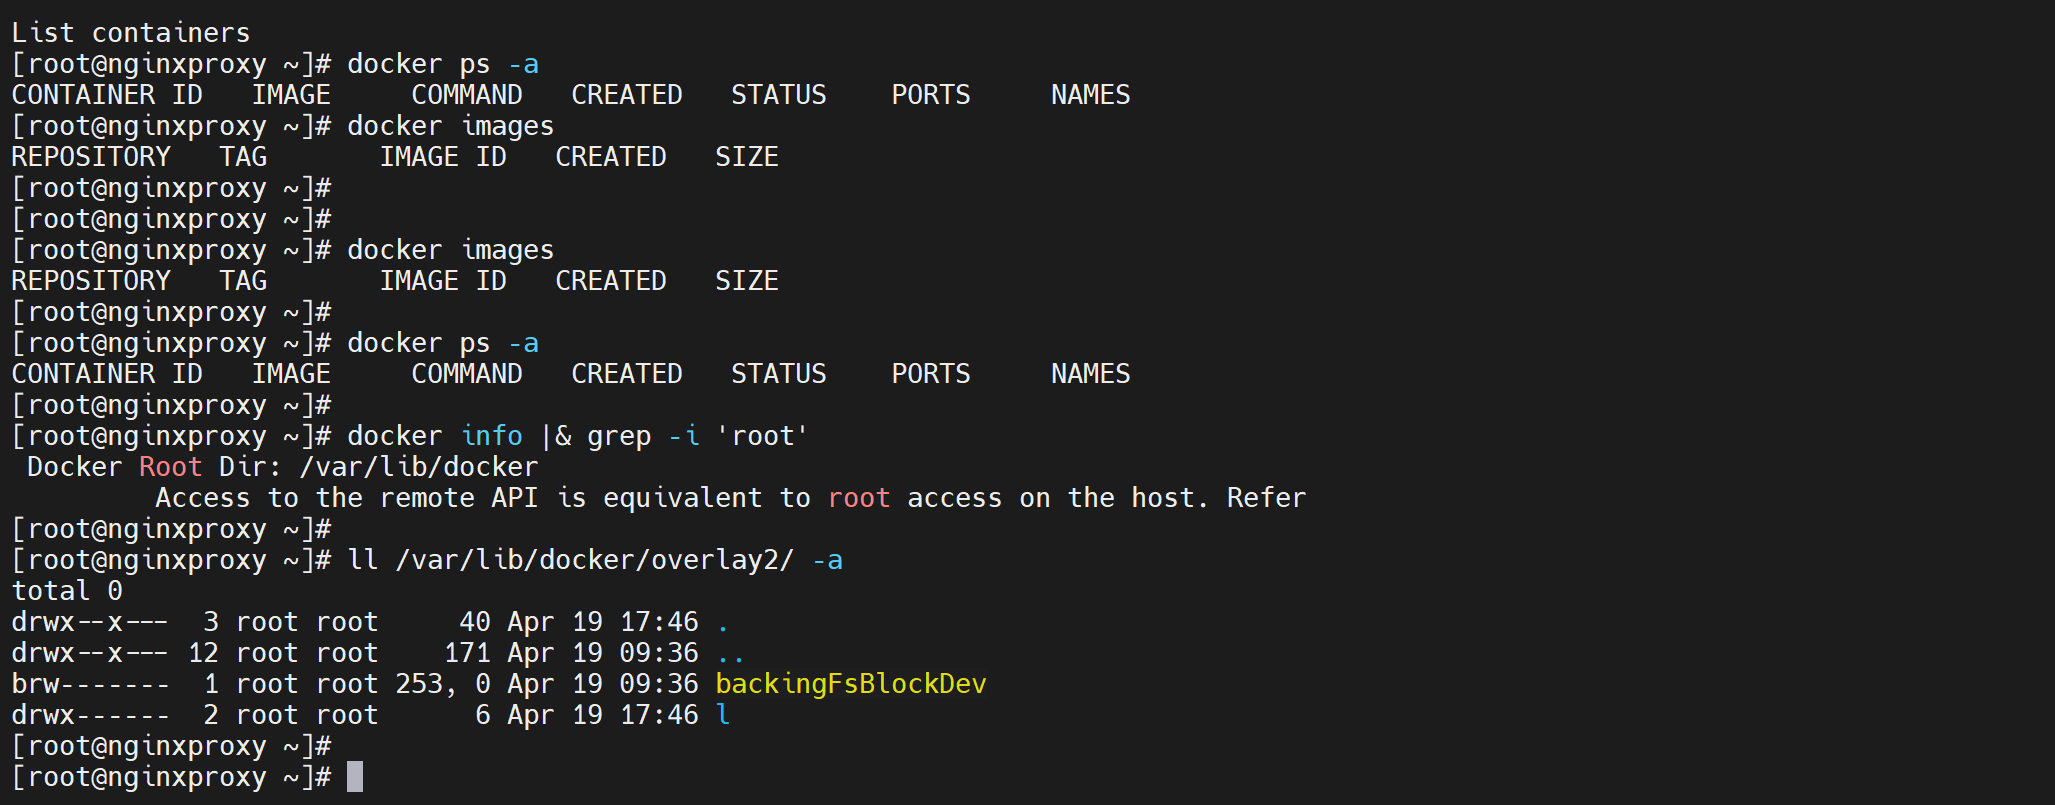 List containers
[root@nginxproxy ~]# docker ps -a
CONTAINER ID   IMAGE     COMMAND   CREATED   STATUS    PORTS     NAMES
[root@nginxproxy ~]# docker images
REPOSITORY   TAG       IMAGE ID   CREATED   SIZE
[root@nginxproxy ~]#
[root@nginxproxy ~]#
[root@nginxproxy ~]# docker images
REPOSITORY   TAG       IMAGE ID   CREATED   SIZE
[root@nginxproxy ~]#
[root@nginxproxy ~]# docker ps -a
CONTAINER ID   IMAGE     COMMAND   CREATED   STATUS    PORTS     NAMES
[root@nginxproxy ~]#
[root@nginxproxy ~]# docker info |& grep -i 'root'
 Docker Root Dir: /var/lib/docker
         Access to the remote API is equivalent to root access on the host. Refer
[root@nginxproxy ~]#
[root@nginxproxy ~]# ll /var/lib/docker/overlay2/ -a
total 0
drwx--x---  3 root root     40 Apr 19 17:46 .
drwx--x--- 12 root root    171 Apr 19 09:36 ..
brw-------  1 root root 253, 0 Apr 19 09:36 backingFsBlockDev
drwx------  2 root root      6 Apr 19 17:46 l
[root@nginxproxy ~]#
[root@nginxproxy ~]#